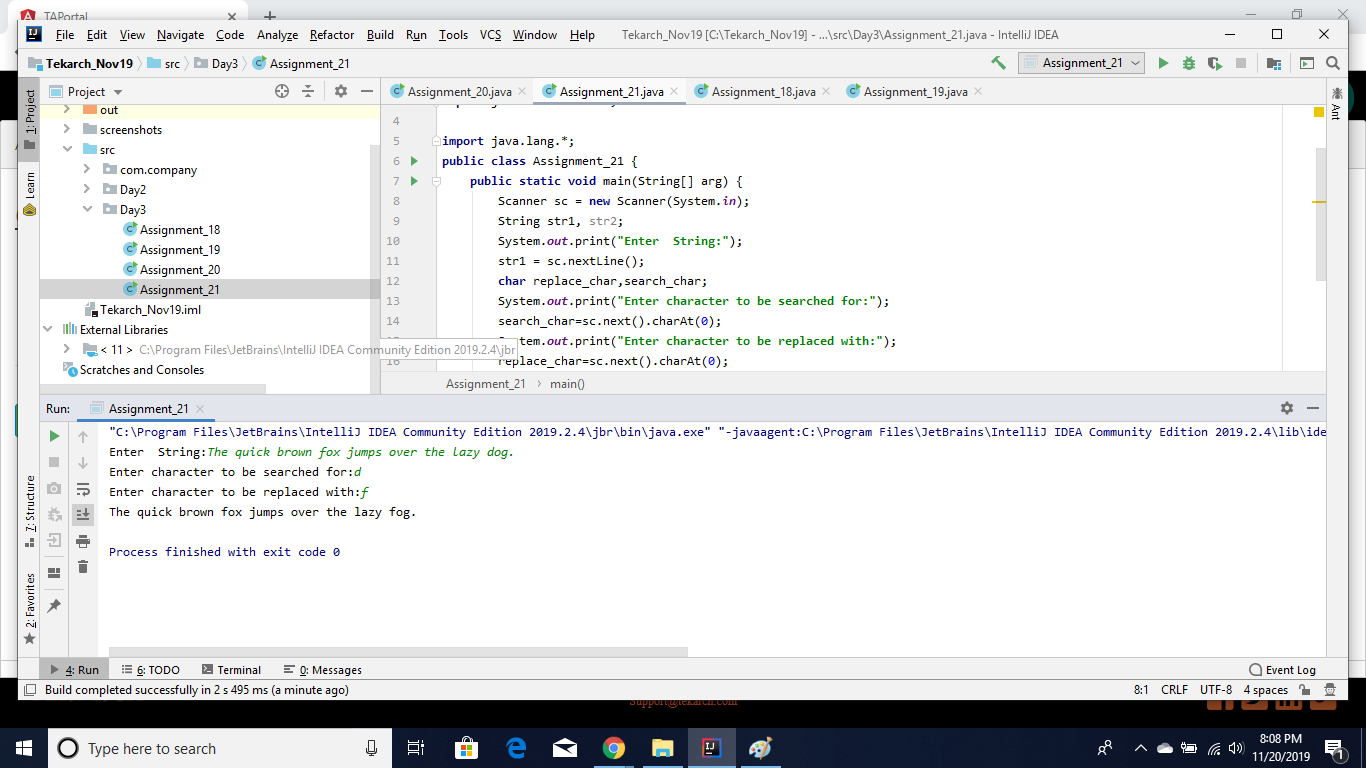 TAPortal
File Edit View Navigate Code Analyze Refactor Build Run Tools VCS Window Help Tekarch_Nov19 [C:\Tekarch_Nov19] - ...\src\Day3\Assignment_21.java - IntelliJ IDEA
Tekarch_Nov19 src Day3 Assignment_21 Assignment_21
1: Project
Learn
7: Structure
2: Favorites
Ant
Project
out
screenshots
src
com.company
Day2
Day3
Assignment_18
Assignment_19
Assignment_20
Assignment_21
Tekarch_Nov19.iml
External Libraries
< 11 > C:\Program Files\JetBrains\IntelliJ IDEA Community Edition 2019.2.4\jbr
Scratches and Consoles
Assignment_20.java Assignment_21.java Assignment_18.java Assignment_19.java
4
5 import java.lang.*;
6 public class Assignment_21 {
7 public static void main(String[] arg) {
8 Scanner sc = new Scanner(System.in);
9 String str1, str2;
10 System.out.print("Enter  String:");
11 str1 = sc.nextLine();
12 char replace_char,search_char;
13 System.out.print("Enter character to be searched for:");
14 search_char=sc.next().charAt(0);
.out.print("Enter character to be replaced with:");
16 replace_char=sc.next().charAt(0);
Assignment_21 main()
Run: Assignment_21
"C:\Program Files\JetBrains\IntelliJ IDEA Community Edition 2019.2.4\jbr\bin\java.exe" "-javaagent:C:\Program Files\JetBrains\IntelliJ IDEA Community Edition 2019.2.4\lib\ide
Enter  String:The quick brown fox jumps over the lazy dog.
Enter character to be searched for:d
Enter character to be replaced with:f
The quick brown fox jumps over the lazy fog.
Process finished with exit code 0
4: Run 6: TODO Terminal 0: Messages Event Log
Build completed successfully in 2 s 495 ms (a minute ago) 8:1 CRLF UTF-8 4 spaces
Support@tekarch.com
Type here to search
8:08 PM
11/20/2019
1